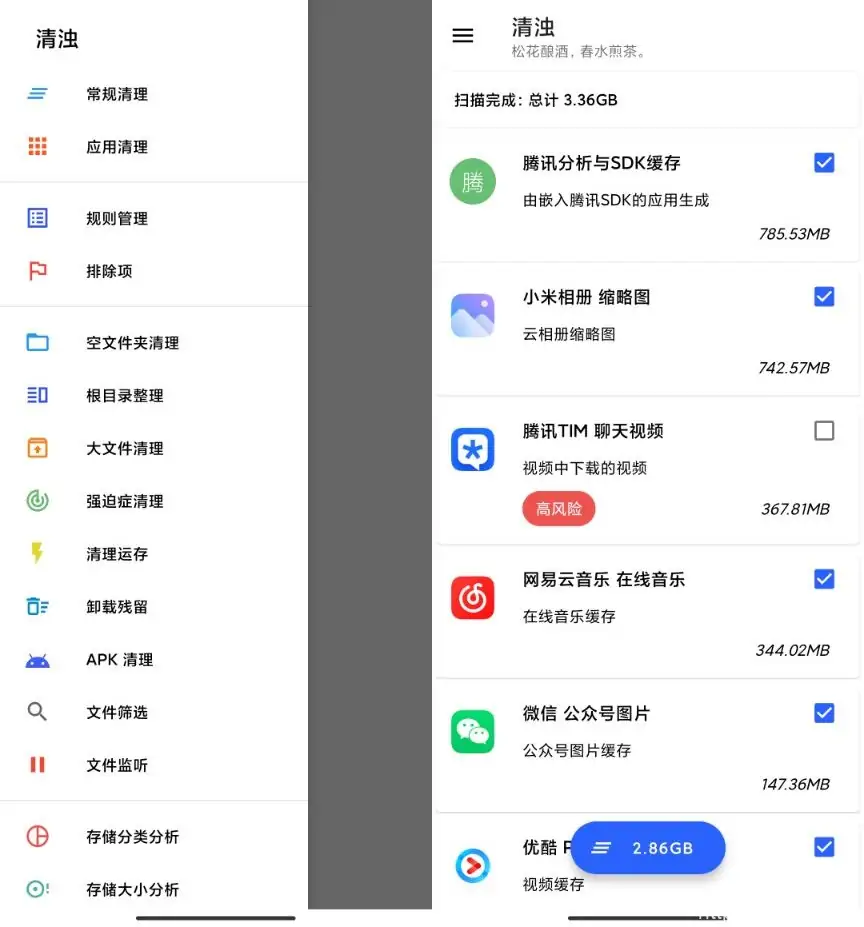 清浊
常规清理
应用清理
规则管理
排除项
空文件夹清理
根目录整理
大文件清理
强迫症清理
清理运存
卸载残留
APK 清理
文件筛选
文件监听
存储分类分析
存储大小分析
清浊
松花酿酒，春水煎茶。
扫描完成：总计 3.36GB
腾
腾讯分析与SDK缓存
由嵌入腾讯SDK的应用生成
785.53MB
小米相册 缩略图
云相册缩略图
742.57MB
腾讯TIM 聊天视频
视频中下载的视频
高风险
367.81MB
网易云音乐 在线音乐
在线音乐缓存
344.02MB
微信 公众号图片
公众号图片缓存
147.36MB
优酷
2.86GB
视频缓存